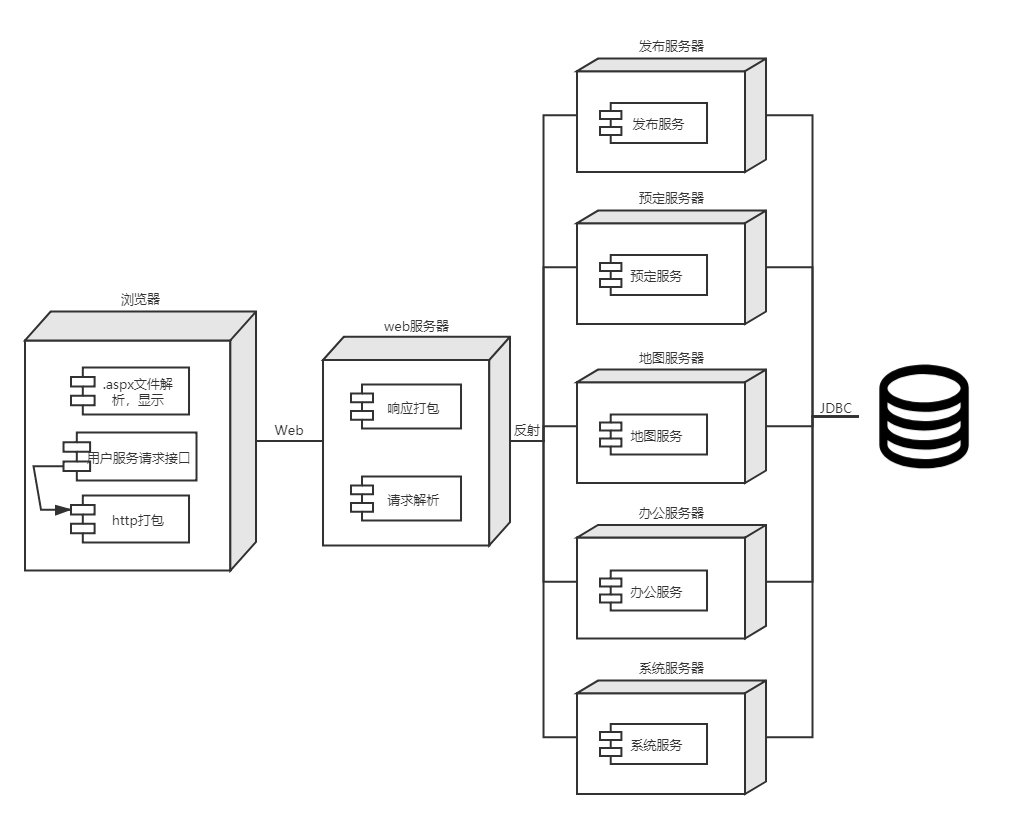 浏览器
.aspx文件解
析，显示
用户服务请求接口
http打包
Web
web服务器
响应打包
请求解析
反射
发布服务器
发布服务
预定服务器
预定服务
地图服务器
地图服务
办公服务器
办公服务
系统服务器
系统服务
JDBC